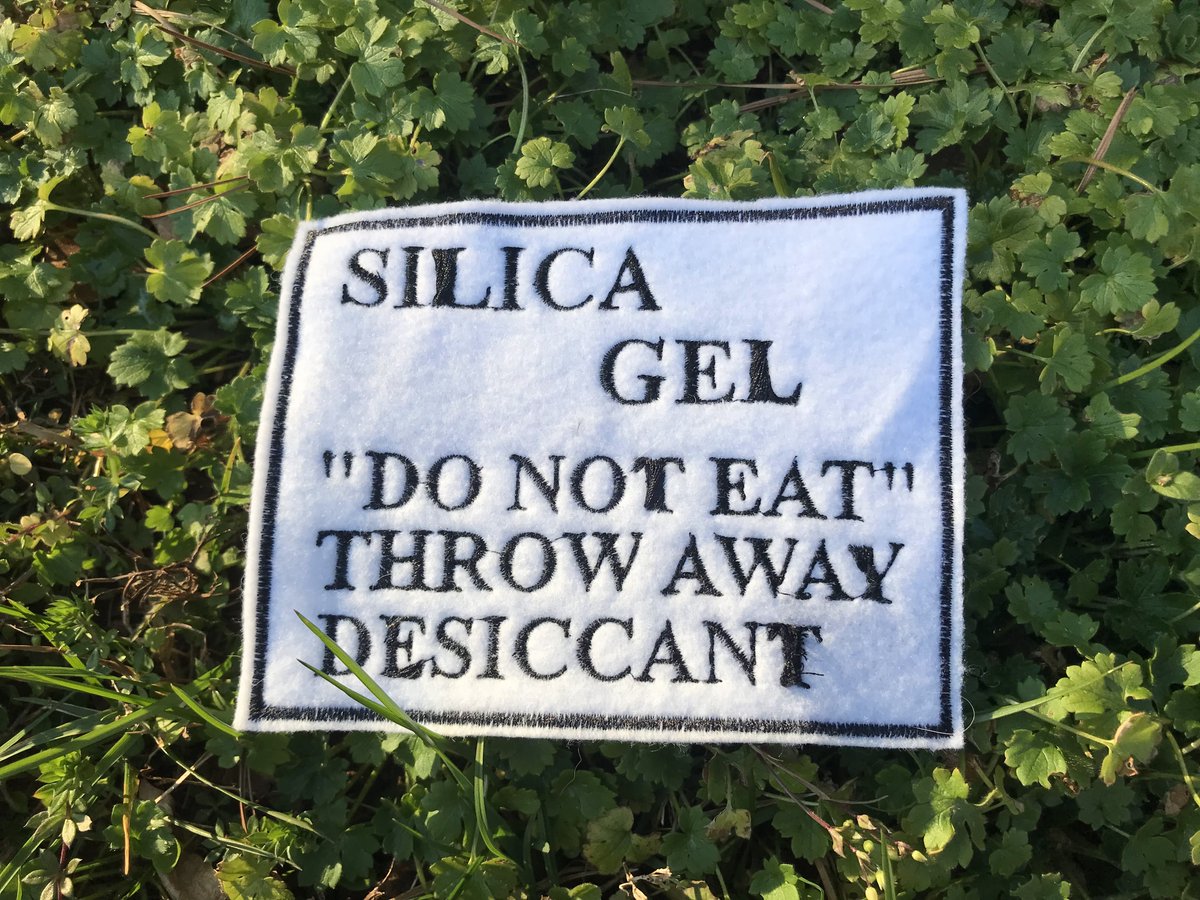 SILICA
GEL
"DO NOT EAT"
THROW AWAY
DESICCANT